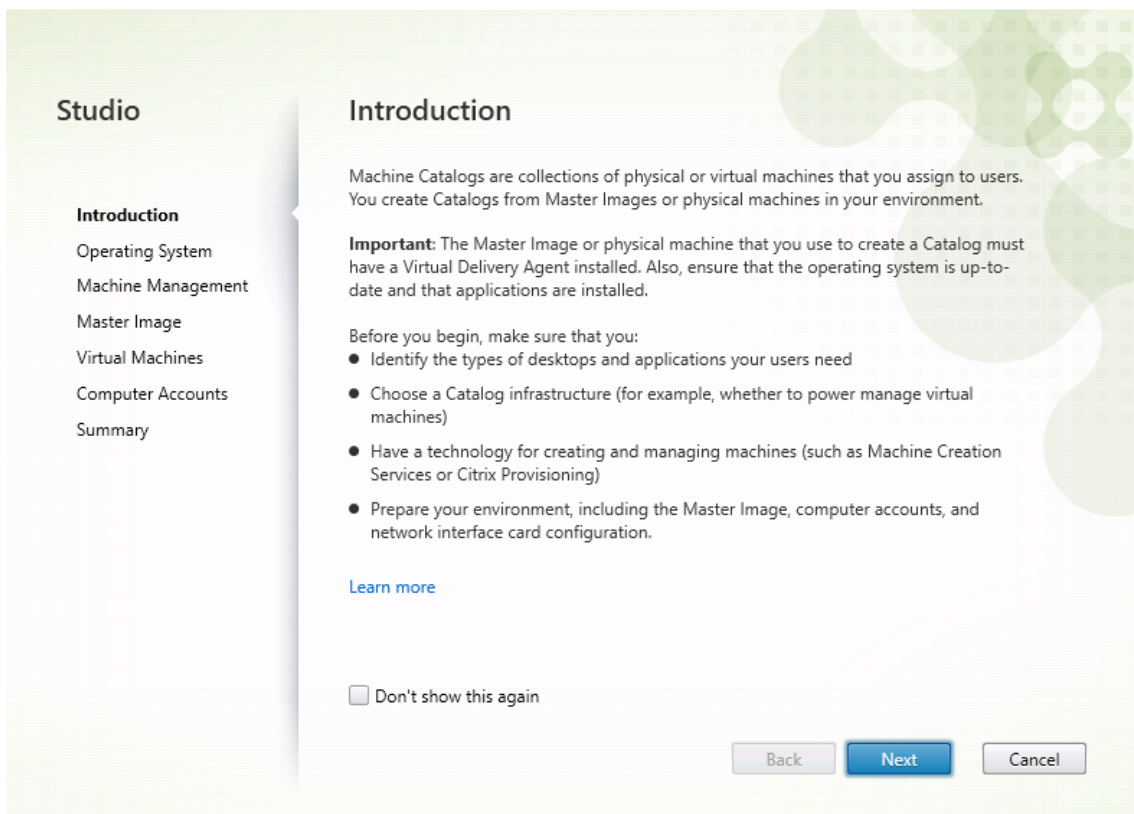 Studio
Introduction
Operating System
Machine Management
Master Image
Virtual Machines
Computer Accounts
Summary
Introduction
Machine Catalogs are collections of physical or virtual machines that you assign to users.
You create Catalogs from Master Images or physical machines in your environment.
Important: The Master Image or physical machine that you use to create a Catalog must
have a Virtual Delivery Agent installed. Also, ensure that the operating system is up-to-
date and that applications are installed.
Before you begin, make sure that you:
● Identify the types of desktops and applications your users need
● Choose a Catalog infrastructure (for example, whether to power manage virtual
machines)
● Have a technology for creating and managing machines (such as Machine Creation
Services or Citrix Provisioning)
● Prepare your environment, including the Master Image, computer accounts, and
network interface card configuration.
Learn more
Don't show this again
Back Next Cancel